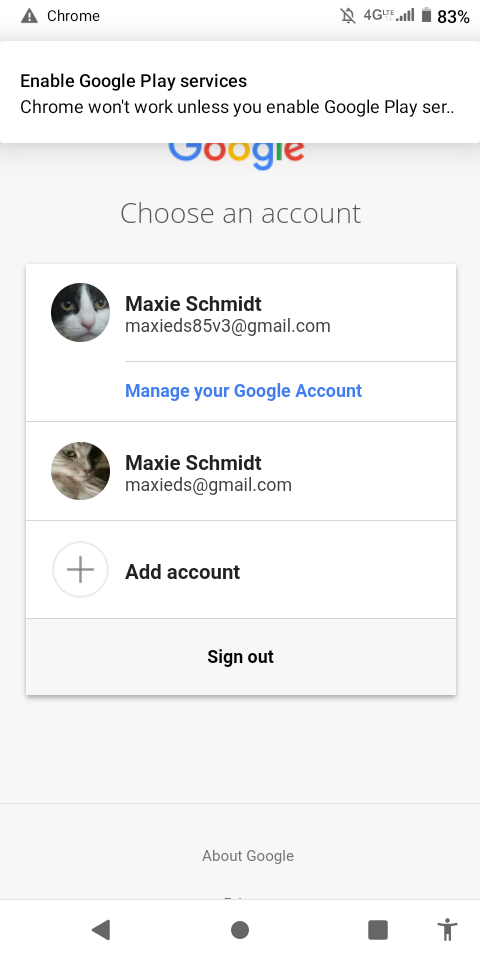 Chrome
4G LTE 83%
Enable Google Play services
Chrome won't work unless you enable Google Play ser..
Google
Choose an account
Maxie Schmidt
maxieds85v3@gmail.com
Manage your Google Account
Maxie Schmidt
maxieds@gmail.com
Add account
Sign out
About Google